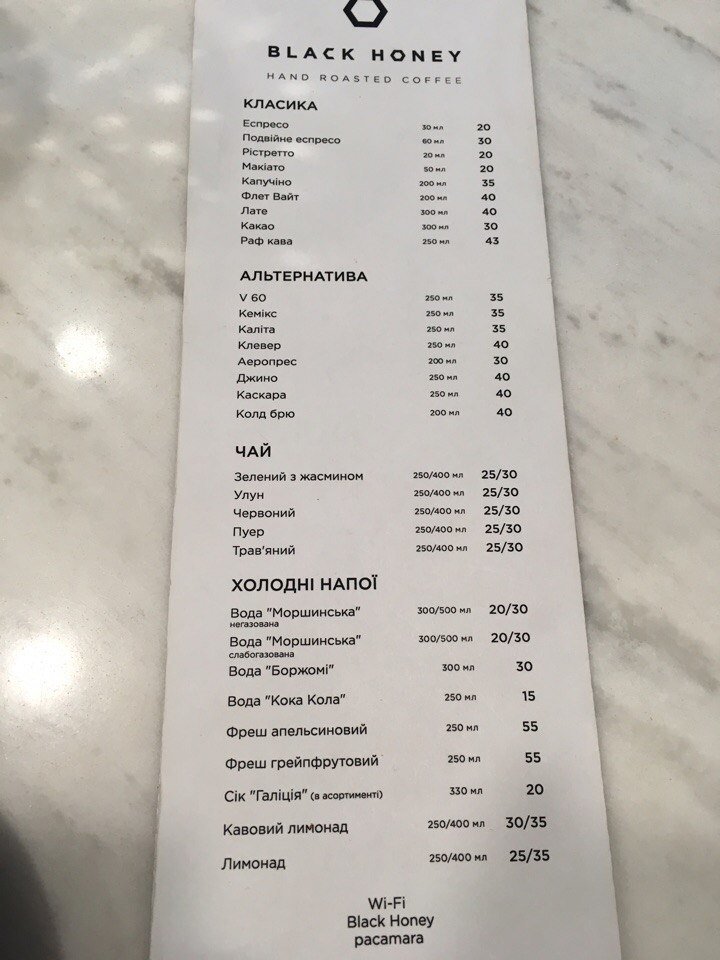 BLACK HONEY
HAND ROASTED COFFEE
КЛАСИКА
Еспресо 30 мл 20
Подвійне еспресо 60 мл 30
Рістретто 20 мл 20
Макіато 50 мл 20
Капучіно 200 мл 35
Флет Вайт 200 мл 40
Лате 300 мл 40
Какао 300 мл 30
Раф кава 250 мл 43
АЛЬТЕРНАТИВА
V 60 250 мл 35
Кемікс 250 мл 35
Каліта 250 мл 35
Клевер 250 мл 40
Аеропрес 200 мл 30
Джино 250 мл 40
Каскара 250 мл 40
Колд брю 200 мл 40
ЧАЙ
Зелений з жасмином 250/400 мл 25/30
Улун 250/400 мл 25/30
Червоний 250/400 мл 25/30
Пуер 250/400 мл 25/30
Трав'яний 250/400 мл 25/30
ХОЛОДНІ НАПОЇ
Вода "Моршинська" 300/500 мл 20/30
негазована
Вода "Моршинська" 300/500 мл 20/30
слабогазована
Вода "Боржомі" 300 мл 30
Вода "Кока Кола" 250 мл 15
Фреш апельсиновий 250 мл 55
Фреш грейпфрутовий 250 мл 55
Сік "Галіція" (в асортименті) 330 мл 20
Кавовий лимонад 250/400 мл 30/35
Лимонад 250/400 мл 25/35
Wi-Fi
Black Honey
pacamara